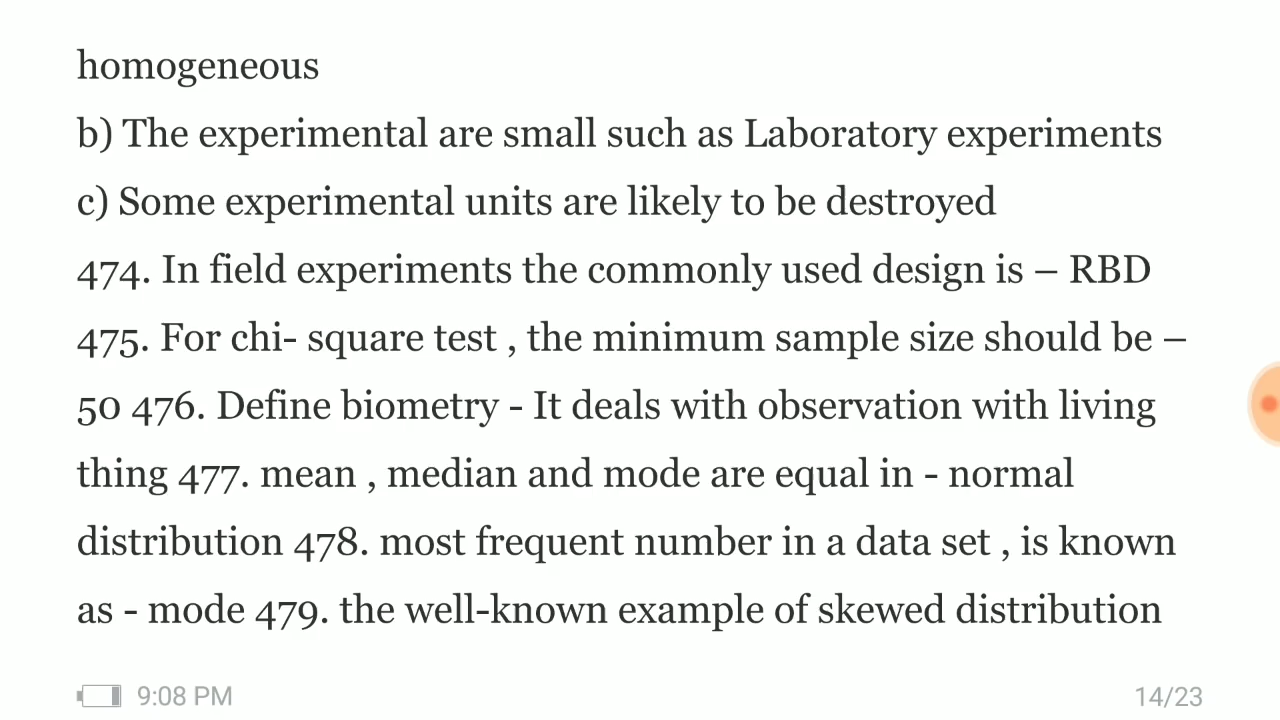 homogeneous
b) The experimental are small such as Laboratory experiments
c) Some experimental units are likely to be destroyed
474. In field experiments the commonly used design is – RBD
475. For chi- square test , the minimum sample size should be –
50 476. Define biometry - It deals with observation with living
thing 477. mean , median and mode are equal in - normal
distribution 478. most frequent number in a data set , is known
as - mode 479. the well-known example of skewed distribution
9:08 PM
14/23